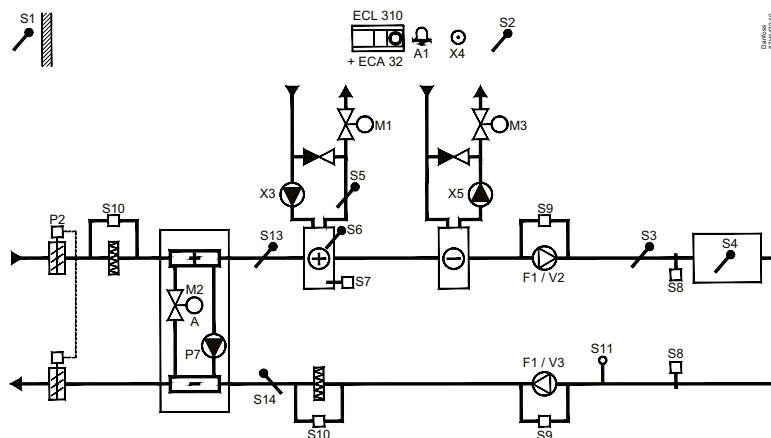 S1
ECL 310
+ ECA 32
A1
X4
S2
Danfoss
M1
M3
S5
X3
X5
P2
S10
S13
S6
S9
S3
S4
S7
S8
M2
A
F1 / V2
P7
F1 / V3
S11
S8
S14
S10
S9